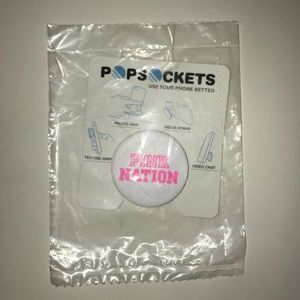 POPSOCKETS
USE YOUR PHONE BETTER
PHOTO GRIP
MEDIA STAND
TEXTING GRIP
VIDEO CHAT
PINK
NATION